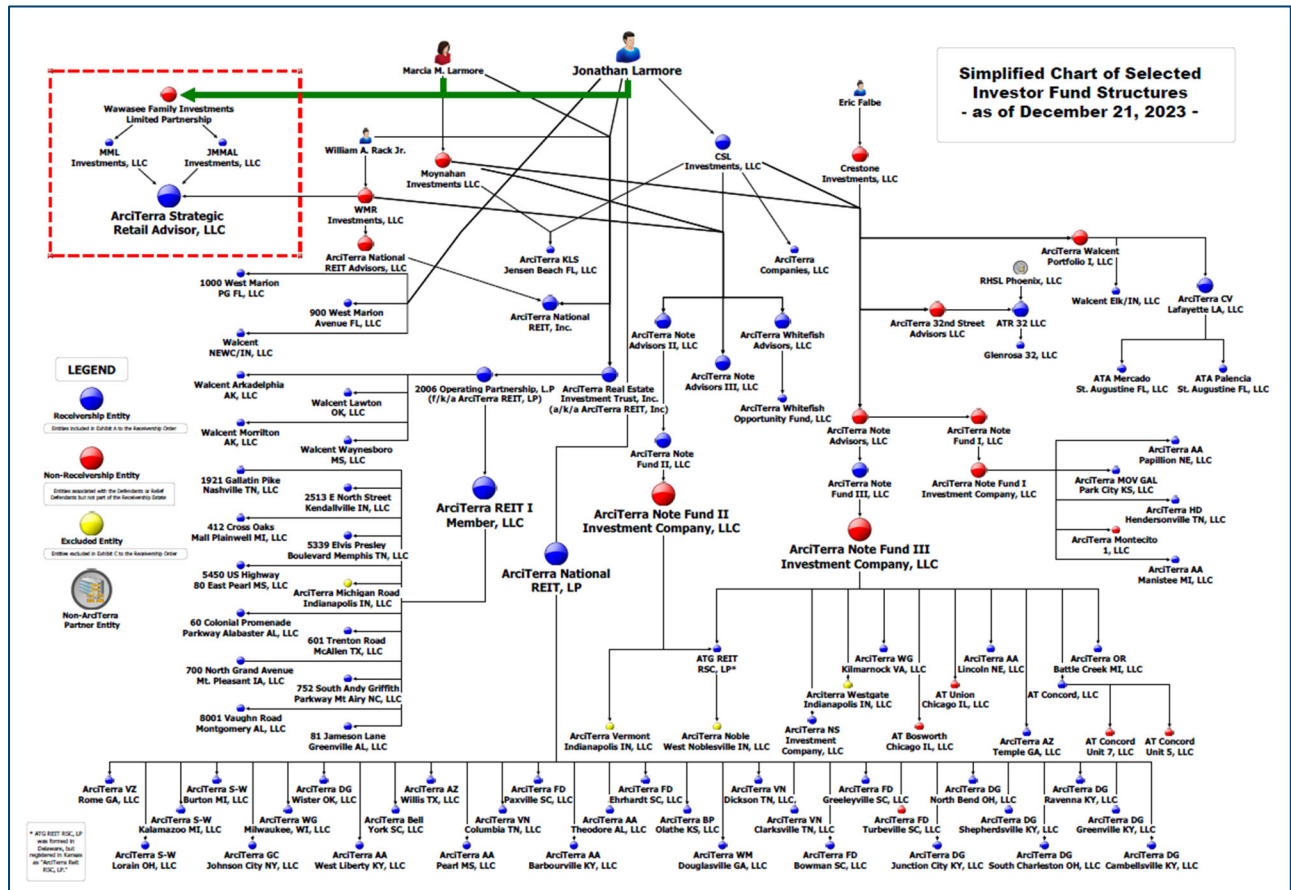 Simplified Chart of Selected
Investor Fund Structures
- as of December 21, 2023 -
Marcia M. Larmore
Jonathan Larmore
Eric Falbe
Wawasee Family Investments
Limited Partnership
MML
Investments, LLC
JMMAL
Investments, LLC
ArciTerra Strategic
Retail Advisor, LLC
William A. Rack Jr.
Moynahan
Investments LLC
CSL
Investments, LLC
Crestone
Investments, LLC
WMR
Investments, LLC
ArciTerra National
REIT Advisors, LLC
ArciTerra KLS
Jensen Beach FL, LLC
ArciTerra
Companies, LLC
ArciTerra Walcent
Portfolio I, LLC
RHSL Phoenix, LLC
Walcent Elk/IN, LLC
ArciTerra CV
Lafayette LA, LLC
1000 West Marion
PG FL, LLC
900 West Marion
Avenue FL, LLC
ArciTerra National
REIT, Inc.
Walcent
NEWC/IN, LLC
ArciTerra Note
Advisors II, LLC
ArciTerra Whitefish
Advisors, LLC
ArciTerra 32nd Street
Advisors LLC
ATR 32 LLC
Glenrosa 32, LLC
ArciTerra Note
Advisors III, LLC
ATA Mercado
St. Augustine FL, LLC
ATA Palencia
St. Augustine FL, LLC
LEGEND
Receivership Entity
Entities included in Exhibit A to the Receivership Order
Non-Receivership Entity
Entities associated with the Defendants or Relief
Defendants but not part of the Receivership Estate
Excluded Entity
Entities excluded in Exhibit C to the Receivership Order
Non-ArciTerra
Partner Entity
Walcent Arkadelphia
AK, LLC
Walcent Lawton
OK, LLC
Walcent Morrilton
AK, LLC
Walcent Waynesboro
MS, LLC
2006 Operating Partnership, L.P
(f/k/a ArciTerra REIT, LP)
ArciTerra Real Estate
Investment Trust, Inc.
(a/k/a ArciTerra REIT, Inc)
ArciTerra Whitefish
Opportunity Fund, LLC
ArciTerra Note
Fund II, LLC
ArciTerra Note
Advisors, LLC
ArciTerra Note
Fund I, LLC
ArciTerra Note
Fund III, LLC
ArciTerra Note Fund I
Investment Company, LLC
ArciTerra AA
Papillion NE, LLC
ArciTerra MOV GAL
Park City KS, LLC
ArciTerra HD
Hendersonville TN, LLC
ArciTerra Montecito
1, LLC
ArciTerra AA
Manistee MI, LLC
1921 Gallatin Pike
Nashville TN, LLC
2513 E North Street
Kendallville IN, LLC
412 Cross Oaks
Mall Plainwell MI, LLC
5339 Elvis Presley
Boulevard Memphis TN, LLC
5450 US Highway
80 East Pearl MS, LLC
ArciTerra Michigan Road
Indianapolis IN, LLC
60 Colonial Promenade
Parkway Alabaster AL, LLC
601 Trenton Road
McAllen TX, LLC
700 North Grand Avenue
Mt. Pleasant IA, LLC
752 South Andy Griffith
Parkway Mt Airy NC, LLC
8001 Vaughn Road
Montgomery AL, LLC
81 Jameson Lane
Greenville AL, LLC
ArciTerra REIT I
Member, LLC
ArciTerra National
REIT, LP
ArciTerra Note Fund II
Investment Company, LLC
ArciTerra Note Fund III
Investment Company, LLC
ATG REIT
RSC, LP*
ArciTerra Vermont
Indianapolis IN, LLC
ArciTerra Noble
West Noblesville IN, LLC
Arciterra Westgate
Indianapolis IN, LLC
ArciTerra WG
Kilmarnock VA, LLC
ArciTerra NS
Investment
Company, LLC
AT Bosworth
Chicago IL, LLC
AT Union
Chicago IL, LLC
ArciTerra AA
Lincoln NE, LLC
ArciTerra AZ
Temple GA, LLC
ArciTerra OR
Battle Creek MI, LLC
AT Concord, LLC
AT Concord
Unit 7, LLC
AT Concord
Unit 5, LLC
ArciTerra VZ
Rome GA, LLC
ArciTerra S-W
Burton MI, LLC
ArciTerra DG
Wister OK, LLC
ArciTerra AZ
Willis TX, LLC
ArciTerra FD
Paxville SC, LLC
ArciTerra FD
Ehrhardt SC, LLC
ArciTerra VN
Dickson TN, LLC
ArciTerra FD
Greeleyville SC, LLC
ArciTerra DG
North Bend OH, LLC
ArciTerra DG
Ravenna KY, LLC
ArciTerra S-W
Kalamazoo MI, LLC
ArciTerra WG
Milwaukee, WI, LLC
ArciTerra Bell
York SC, LLC
ArciTerra VN
Columbia TN, LLC
ArciTerra AA
Theodore AL, LLC
ArciTerra BP
Olathe KS, LLC
ArciTerra VN
Clarksville TN, LLC
ArciTerra FD
Turbeville SC, LLC
ArciTerra DG
Shepherdsville KY, LLC
ArciTerra DG
Greenville KY, LLC
ArciTerra S-W
Lorain OH, LLC
ArciTerra GC
Johnson City NY, LLC
ArciTerra AA
West Liberty KY, LLC
ArciTerra AA
Pearl MS, LLC
ArciTerra AA
Barbourville KY, LLC
ArciTerra WM
Douglasville GA, LLC
ArciTerra FD
Bowman SC, LLC
ArciTerra DG
Junction City KY, LLC
ArciTerra DG
South Charleston OH, LLC
ArciTerra DG
Cambellsville KY, LLC
* ATG REIT RSC, LP
was formed in
Delaware, but
registered in Kansas
as "ArciTerra Reit
RSC, LP."